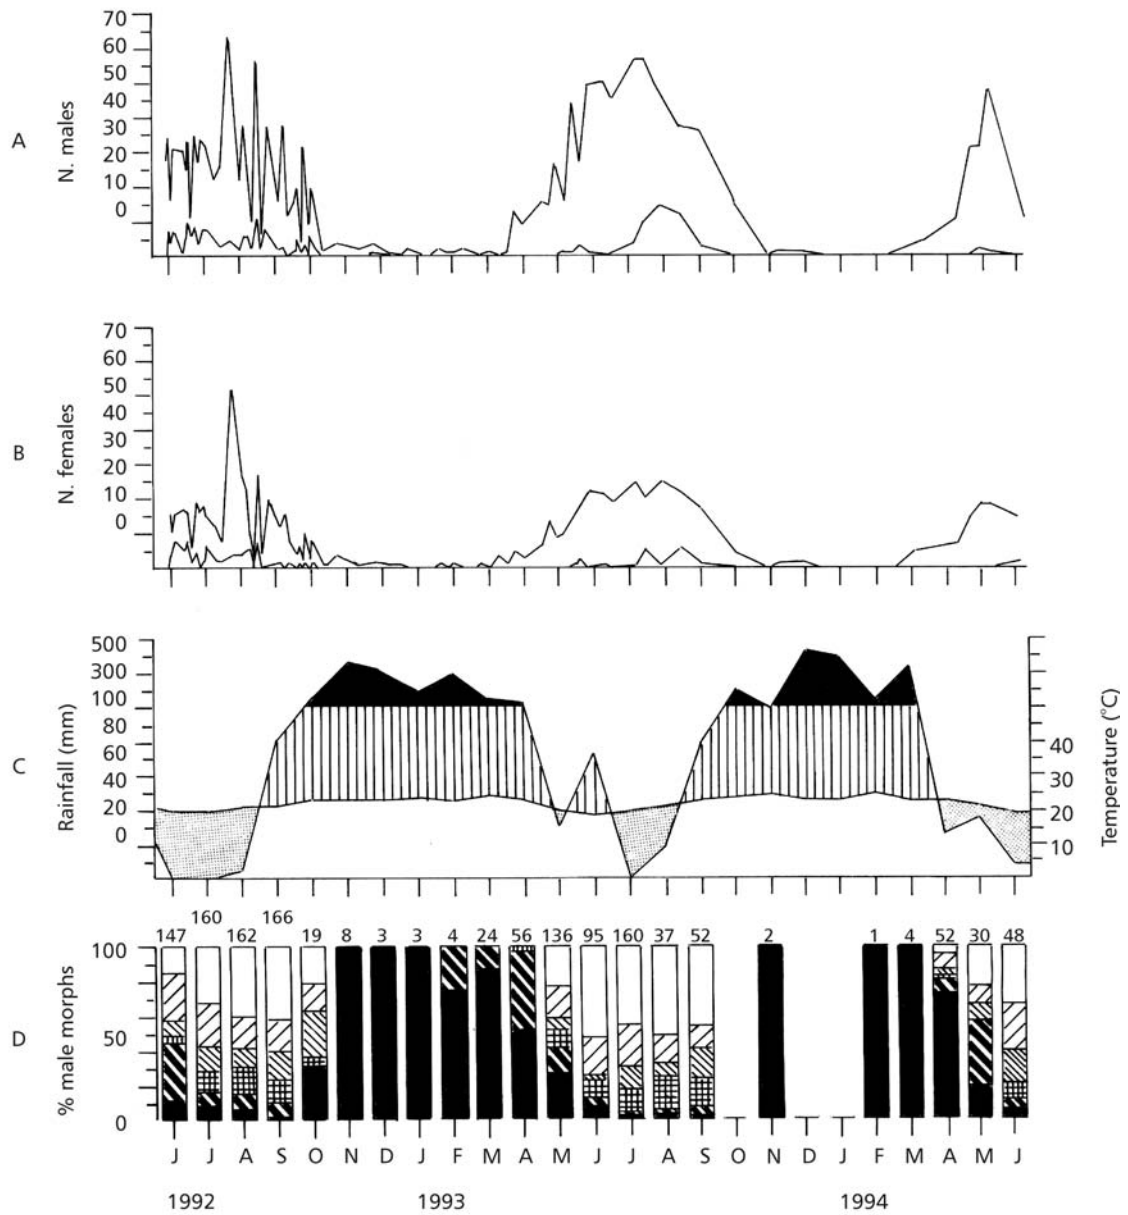 70
60
50
40
30
20
10
0
A
N. males
70
60
50
40
30
20
10
0
B
N. females
500
300
100
100
80
60
40
20
0
C
Rainfall (mm)
40
30
20
10
Temperature (°C)
147 160 162 166 19 8 3 3 4 24 56 136 95 160 37 52 2 1 4 52 30 48
100
50
0
D
% male morphs
J J A S O N D J F M A M J J A S O N D J F M A M J
1992 1993 1994